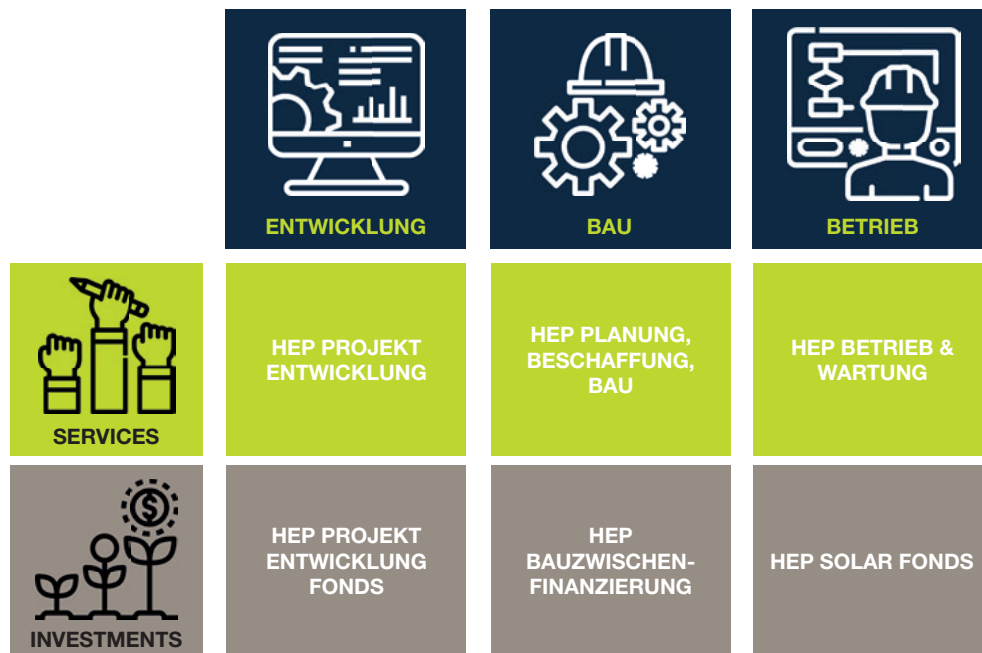 ENTWICKLUNG
BAU
BETRIEB
SERVICES
HEP PROJEKT
ENTWICKLUNG
HEP PLANUNG,
BESCHAFFUNG,
BAU
HEP BETRIEB &
WARTUNG
INVESTMENTS
HEP PROJEKT
ENTWICKLUNG
FONDS
HEP
BAUZWISCHEN-
FINANZIERUNG
HEP SOLAR FONDS